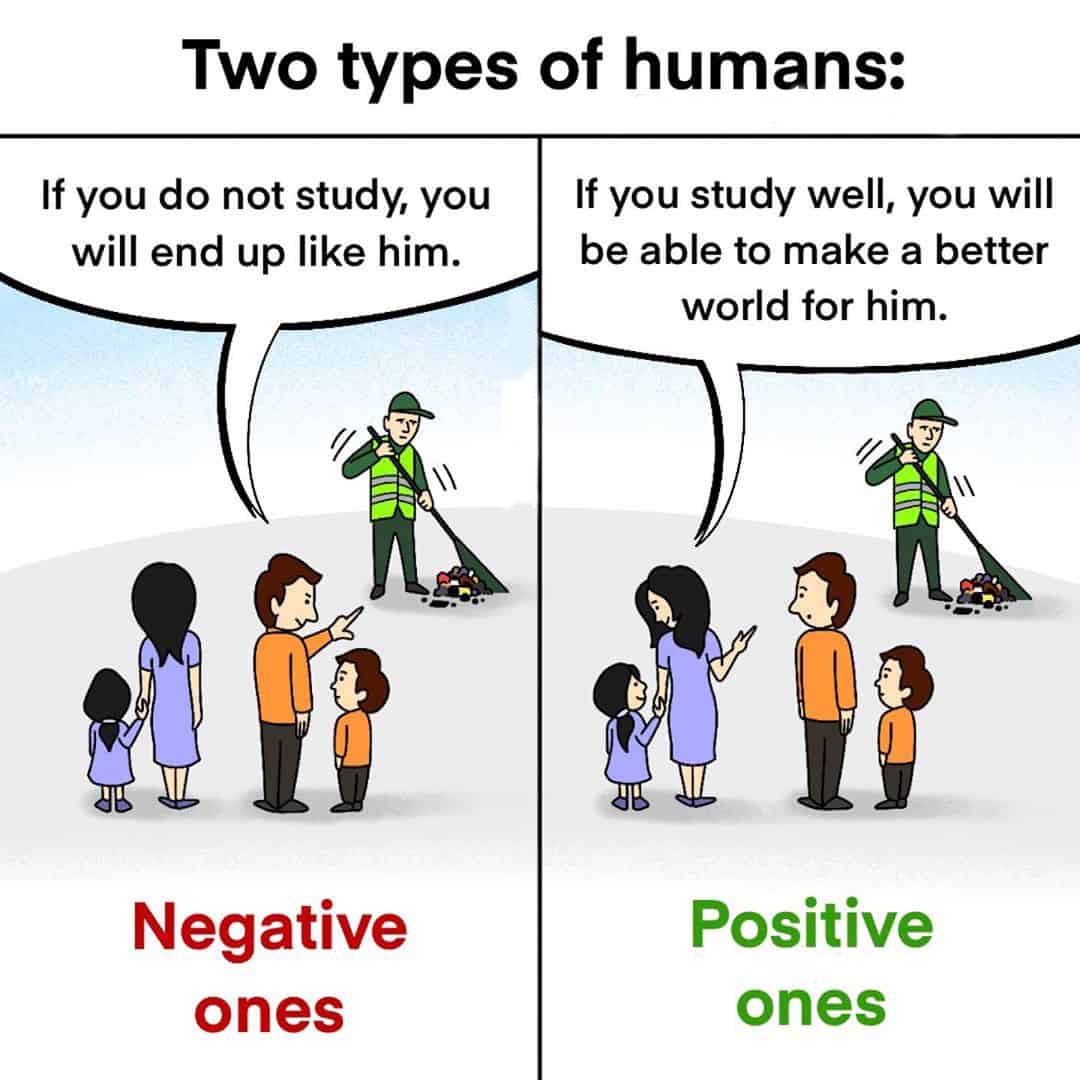 Two types of humans:
If you do not study, you
will end up like him.
If you study well, you will
be able to make a better
world for him.
Negative
ones
Positive
ones